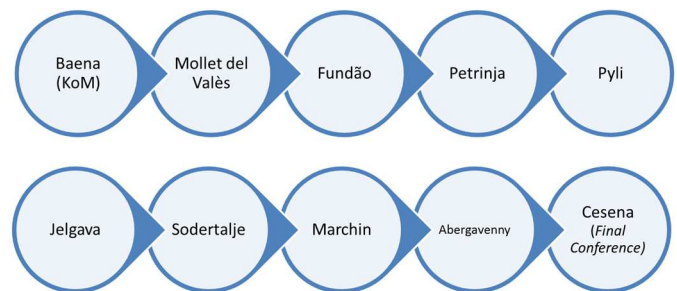 Baena
(KoM)
Mollet del
Valès
Fundão
Petrinja
Pyli
Jelgava
Sodertalje
Marchin
Abergavenny
Cesena
(Final
Conference)